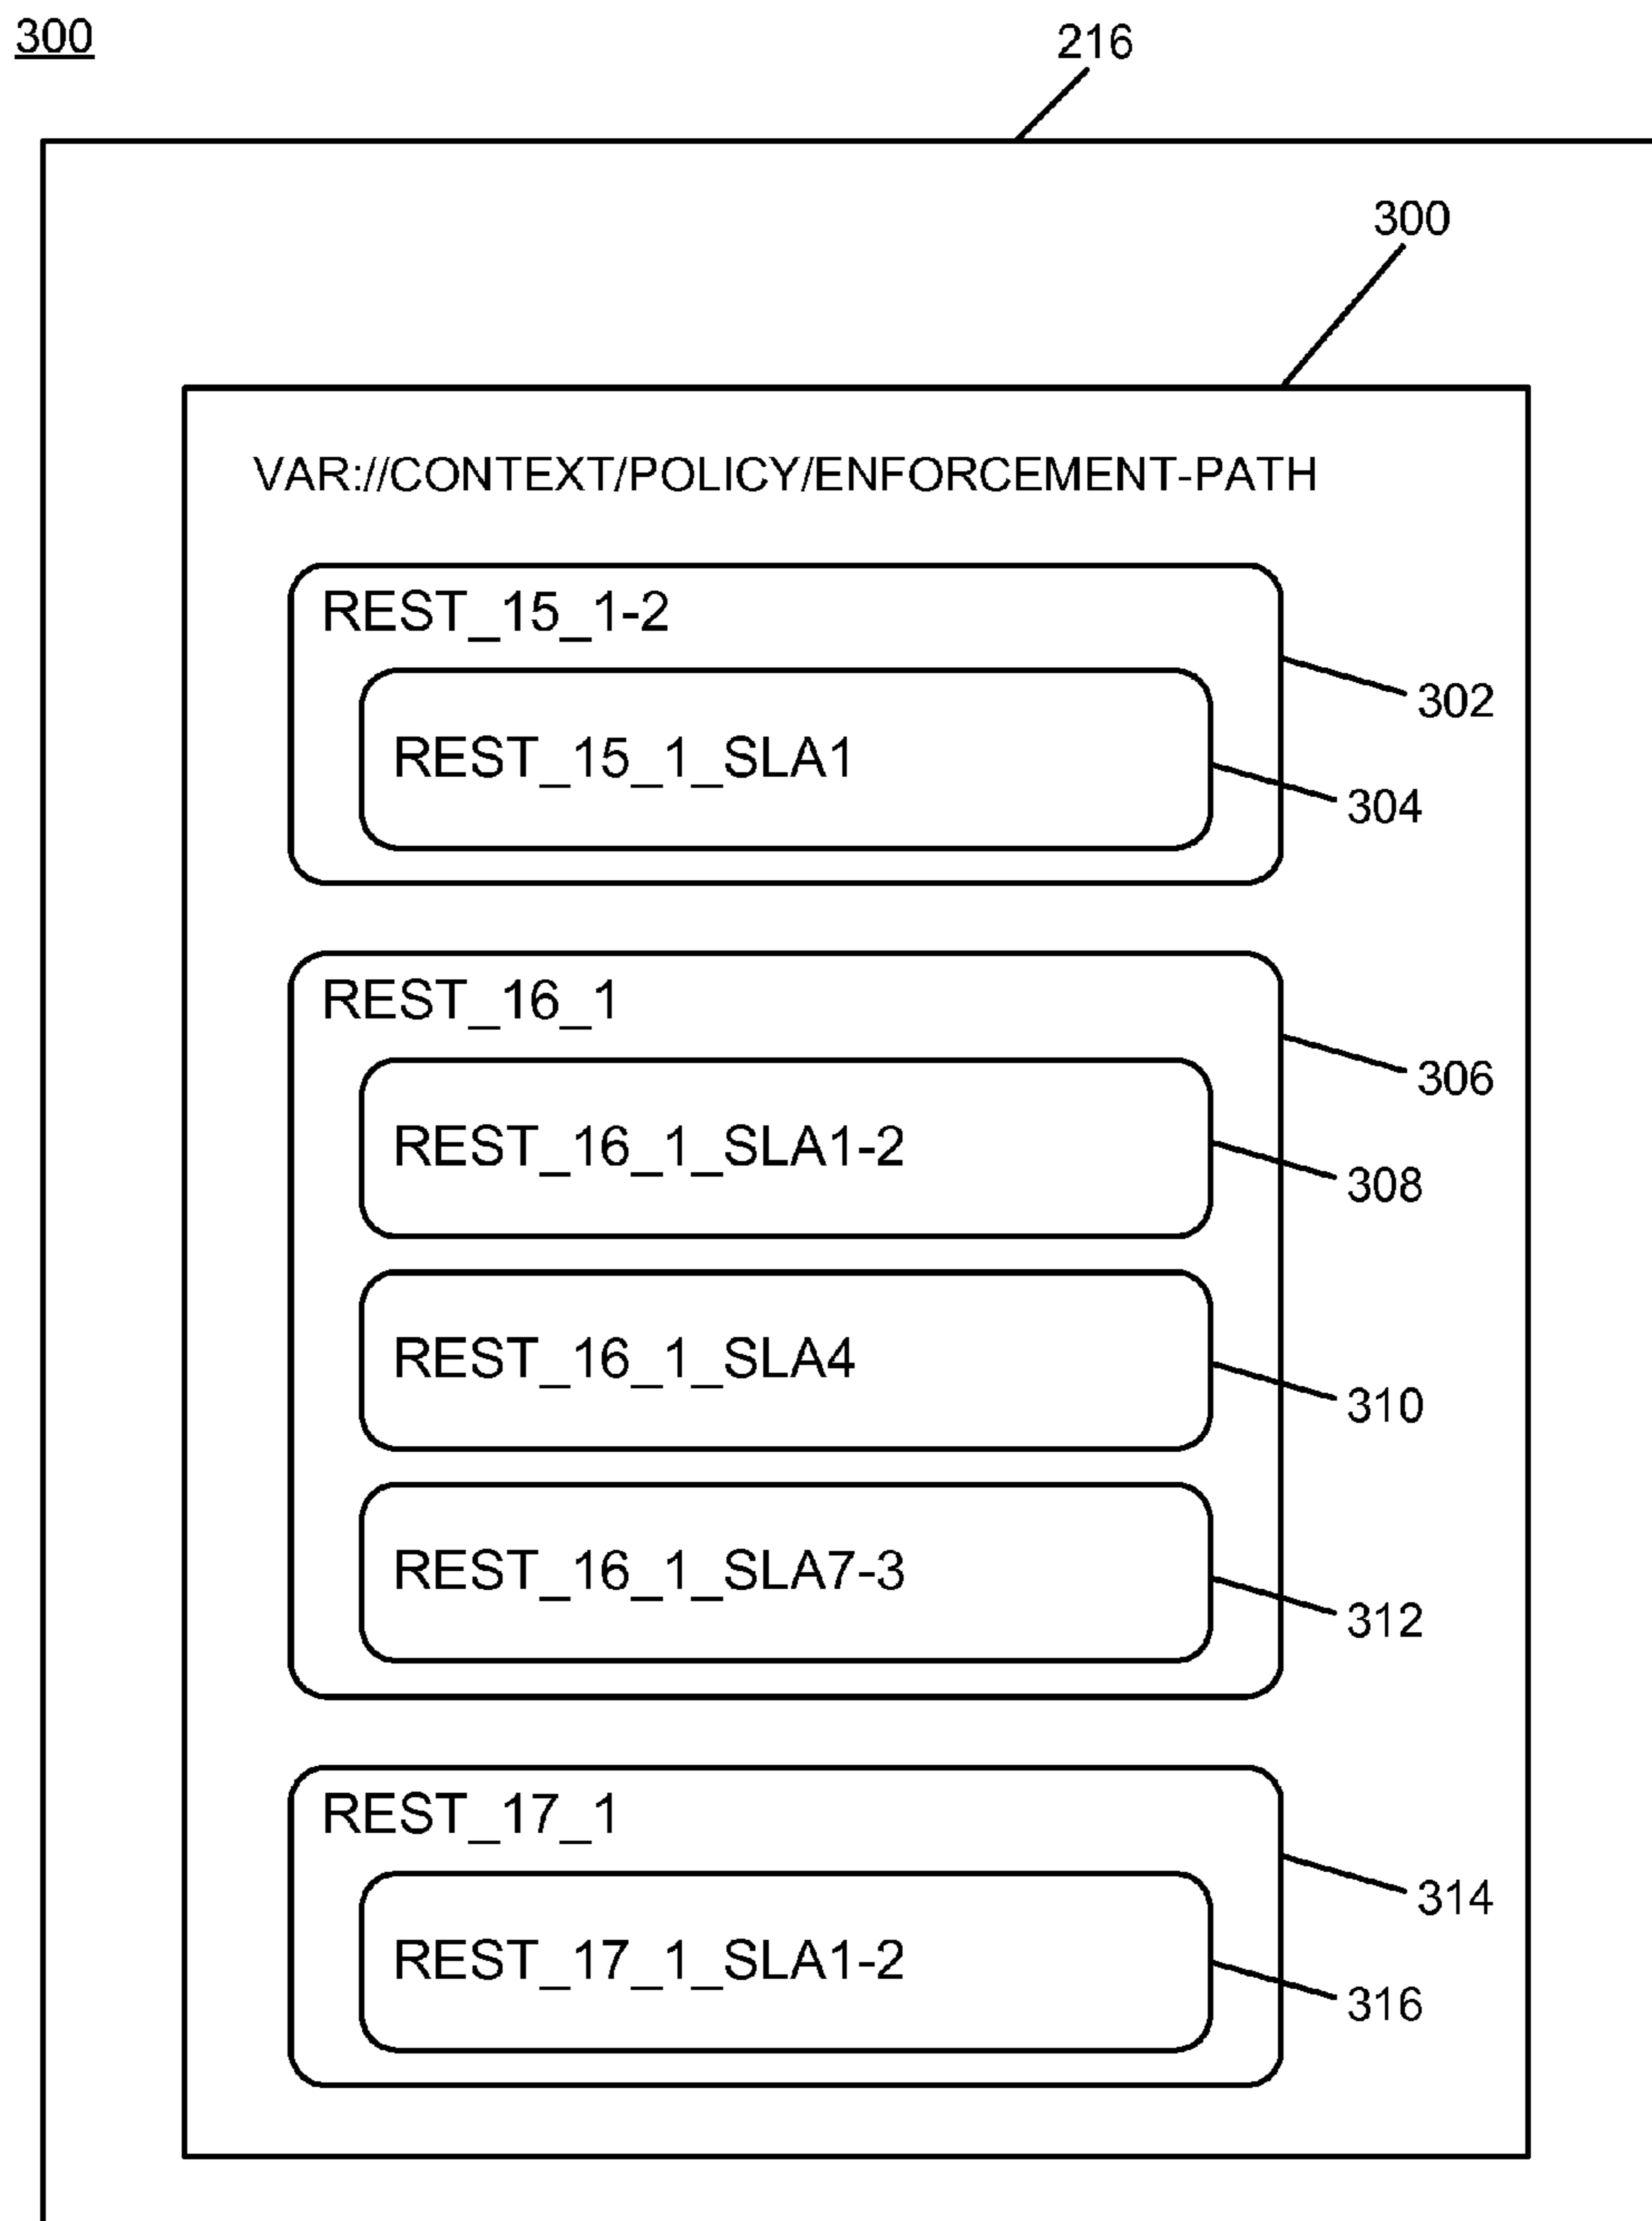 300
216
300
VAR://CONTEXT/POLICY/ENFORCEMENT-PATH
REST_15_1-2
302
REST_15_1_SLA1
304
REST_16_1
306
REST_16_1_SLA1-2
308
REST_16_1_SLA4
310
REST_16_1_SLA7-3
312
REST_17_1
314
REST_17_1_SLA1-2
316